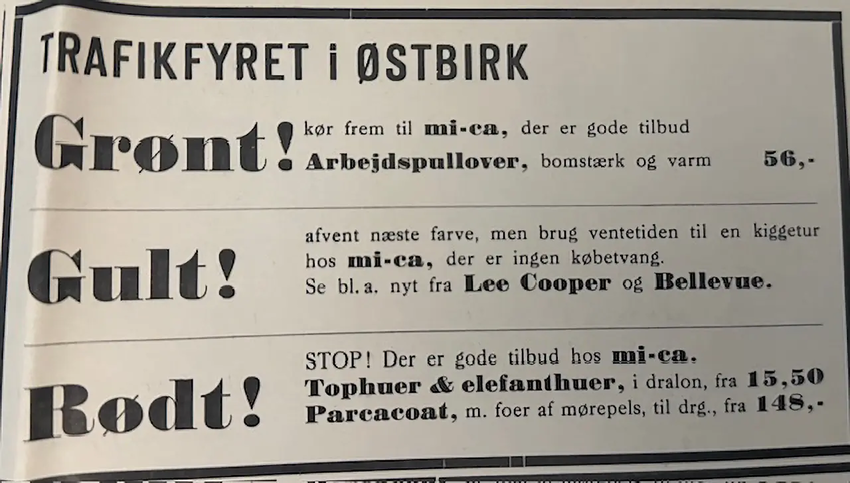 TRAFIKFYRET i ØSTBIRK
Grønt!
kør frem til mi-ca, der er gode tilbud
Arbejdspullover, bomstærk og varm 56,-
Gult!
afvent næste farve, men brug ventetiden til en kiggetur
hos mi-ca, der er ingen købetvang.
Se bl. a. nyt fra Lee Cooper og Bellevue.
Rødt!
STOP! Der er gode tilbud hos mi-ca.
Tophuer & elefanthuer, i dralon, fra 15,50
Parcacoat, m. foer af mørepels, til drg., fra 148,-